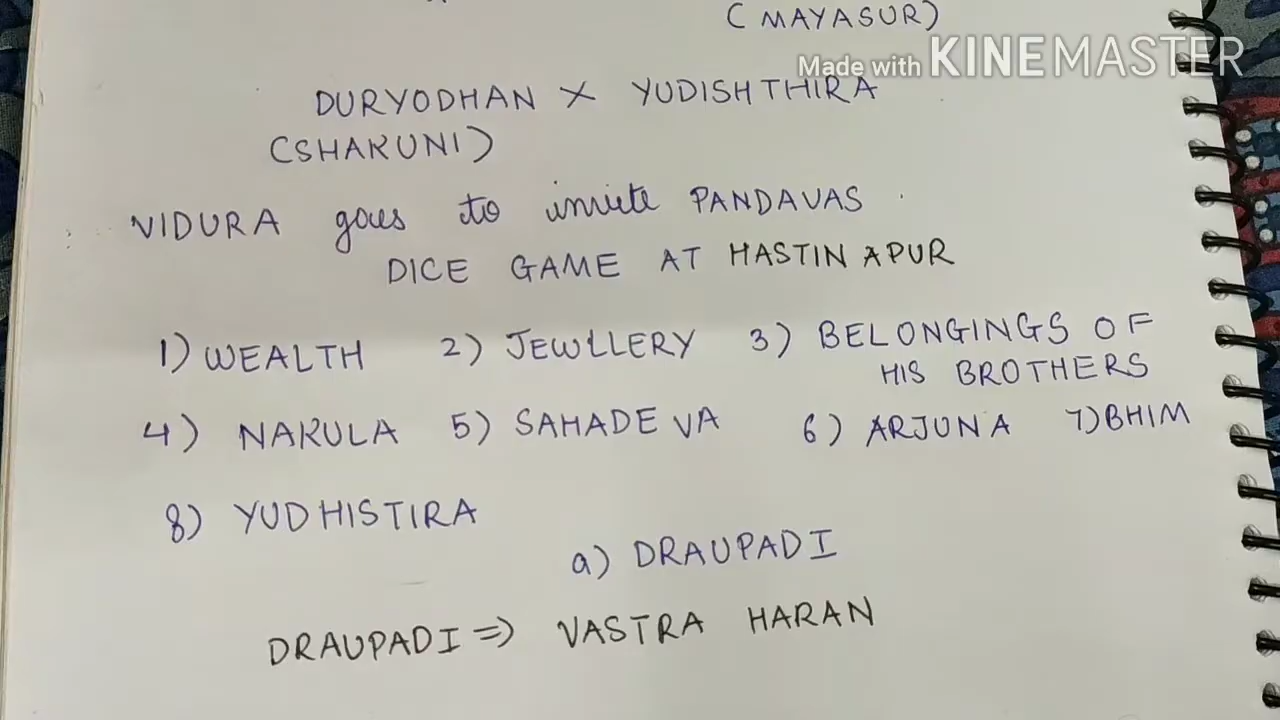 (MAYASUR)
Made with KINEMASTER
DURYODHAN X YUDISHTHIRA
(SHAKUNI)
VIDURA goes to invite PANDAVAS
DICE GAME AT HASTINAPUR
1) WEALTH 2) JEWLLERY 3) BELONGINGS OF
HIS BROTHERS
4) NAKULA 5) SAHADEVA 6) ARJUNA 7) BHIM
8) YUDHISTIRA
a) DRAUPADI
DRAUPADI => VASTRA HARAN